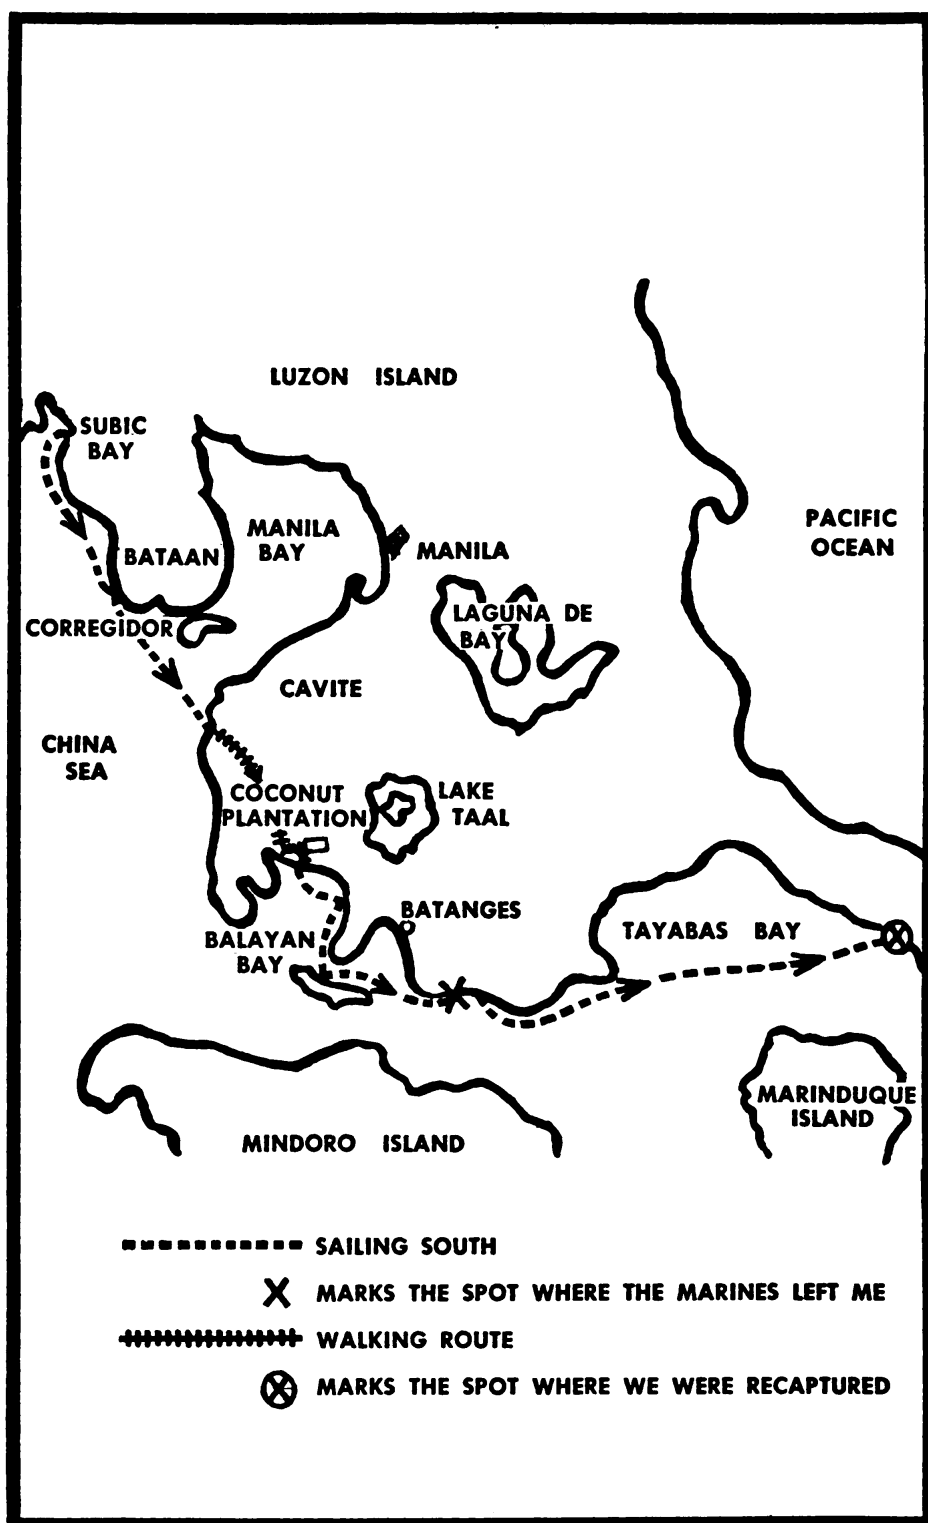 LUZON ISLAND
SUBIC
BAY
MANILA
BAY
BATAAN
MANILA
PACIFIC
OCEAN
CORREGIDOR
LAGUNA DE
BAY
CAVITE
CHINA
SEA
COCONUT
PLANTATION
LAKE
TAAL
BATANGES
BALAYAN
BAY
TAYABAS BAY
MARINDUQUE
ISLAND
MINDORO ISLAND
SAILING SOUTH
X MARKS THE SPOT WHERE THE MARINES LEFT ME
WALKING ROUTE
MARKS THE SPOT WHERE WE WERE RECAPTURED